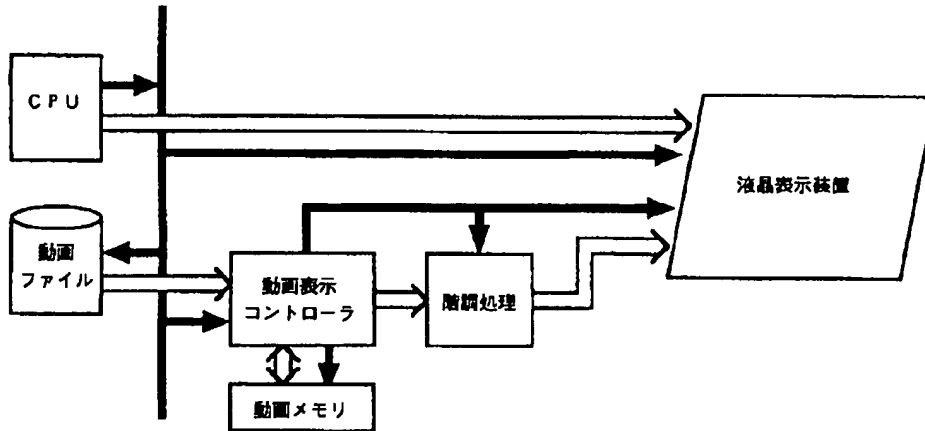 CPU
液晶表示装置
動画
ファイル
動画表示
コントローラ
階調処理
動画メモリ